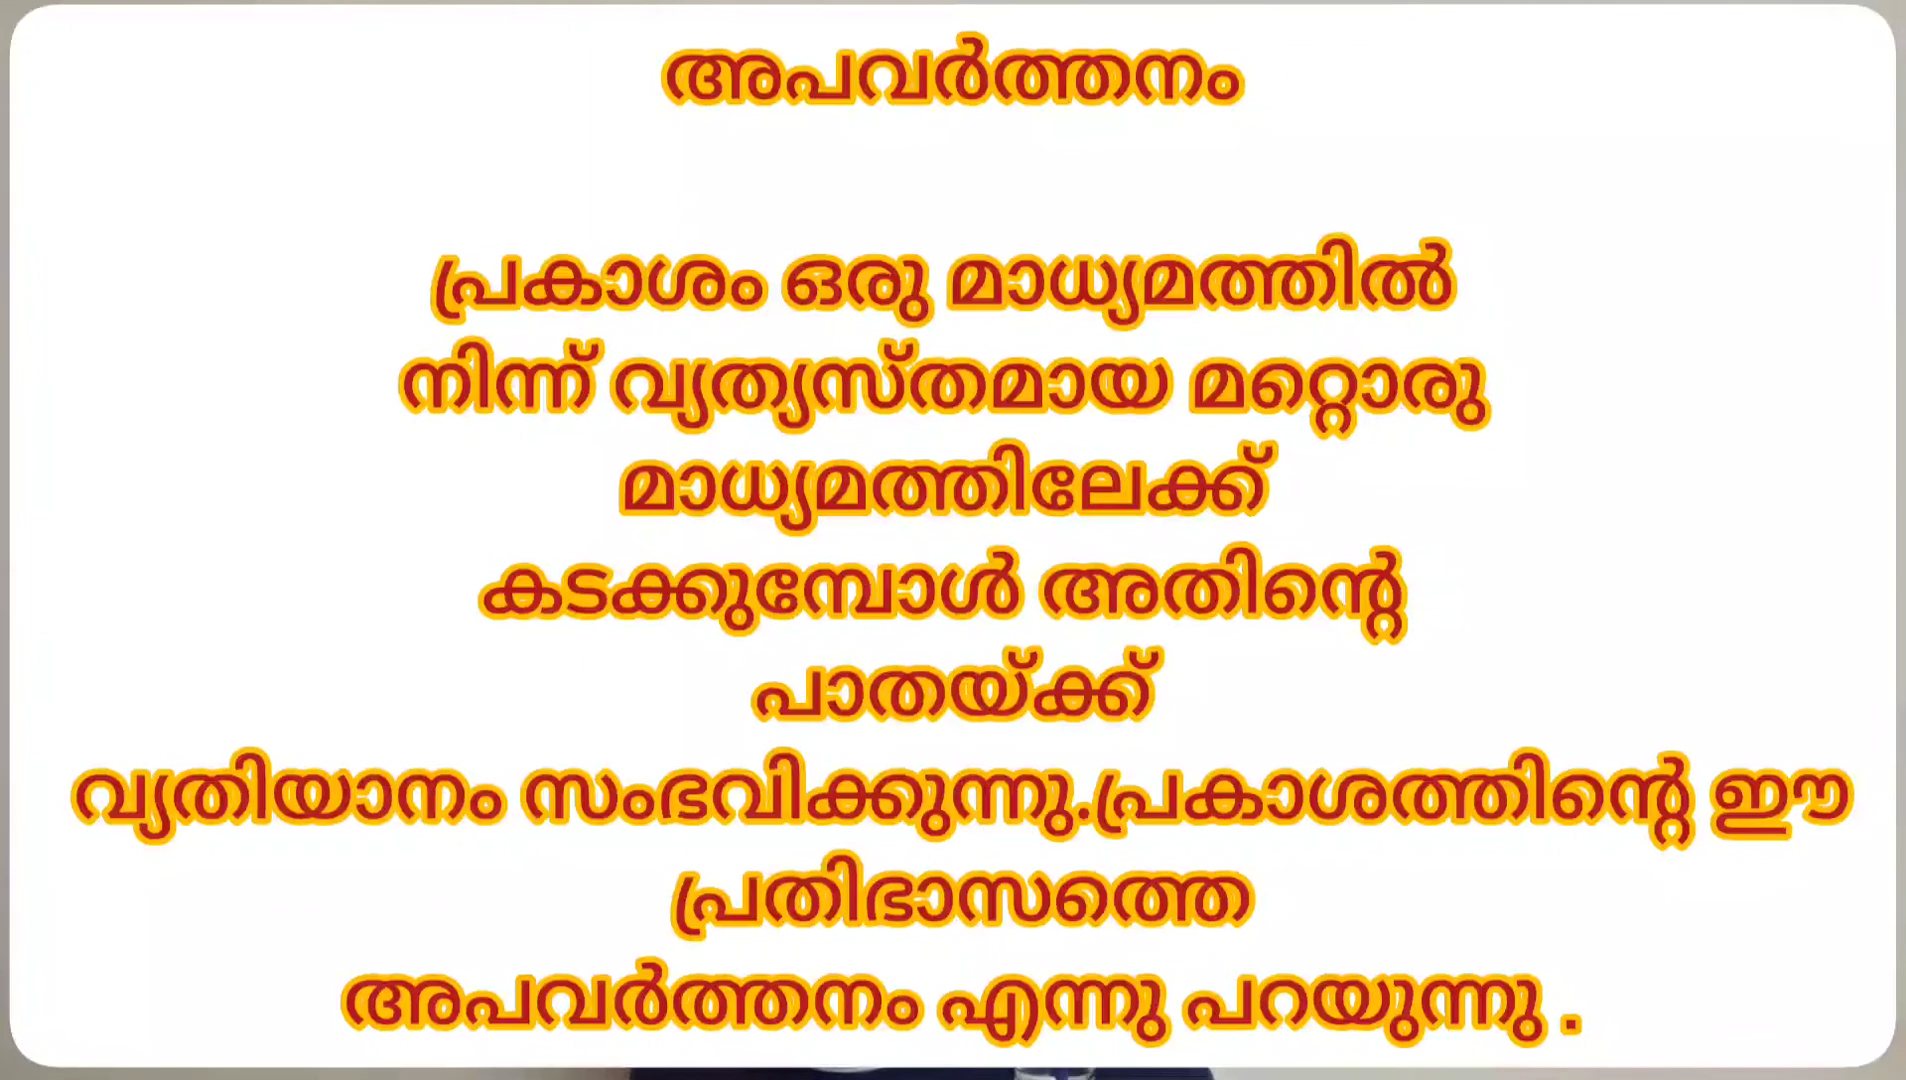 അപവർത്തനം
പ്രകാശം ഒരു മാധ്യമത്തിൽ
നിന്ന് വ്യത്യസ്തമായ മറ്റൊരു
മാധ്യമത്തിലേക്ക്
കടക്കുമ്പോൾ അതിന്റെ
പാതയ്ക്ക്
വ്യതിയാനം സംഭവിക്കുന്നു.പ്രകാശത്തിന്റെ ഈ
പ്രതിഭാസത്തെ
അപവർത്തനം എന്നു പറയുന്നു .